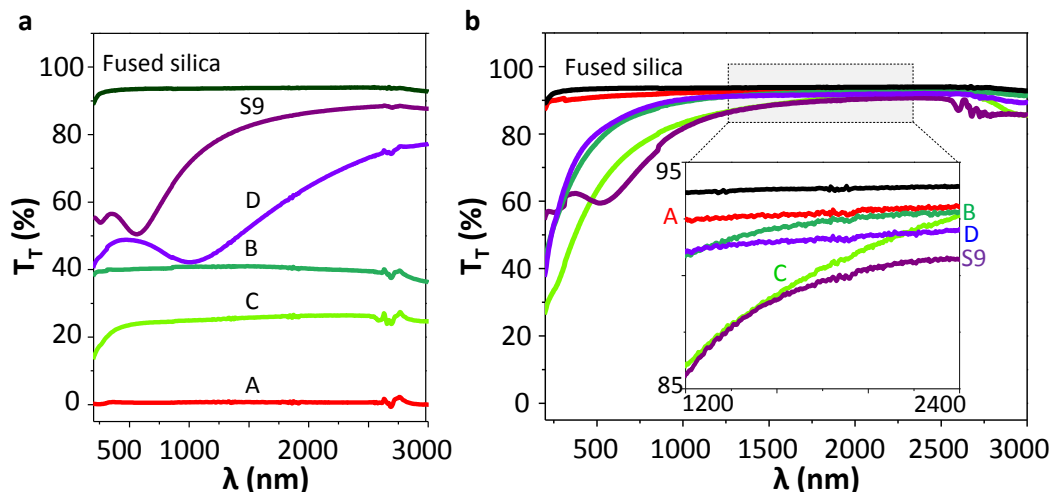 a
Fused silica
S9
D
B
C
A
100
80
60
40
20
0
T_T (%)
500 1000 2000 3000
λ (nm)
b
Fused silica
100
80
60
40
20
0
T_T (%)
95
A
B
D
S9
C
85
1200 2400
500 1000 1500 2000 2500 3000
λ (nm)